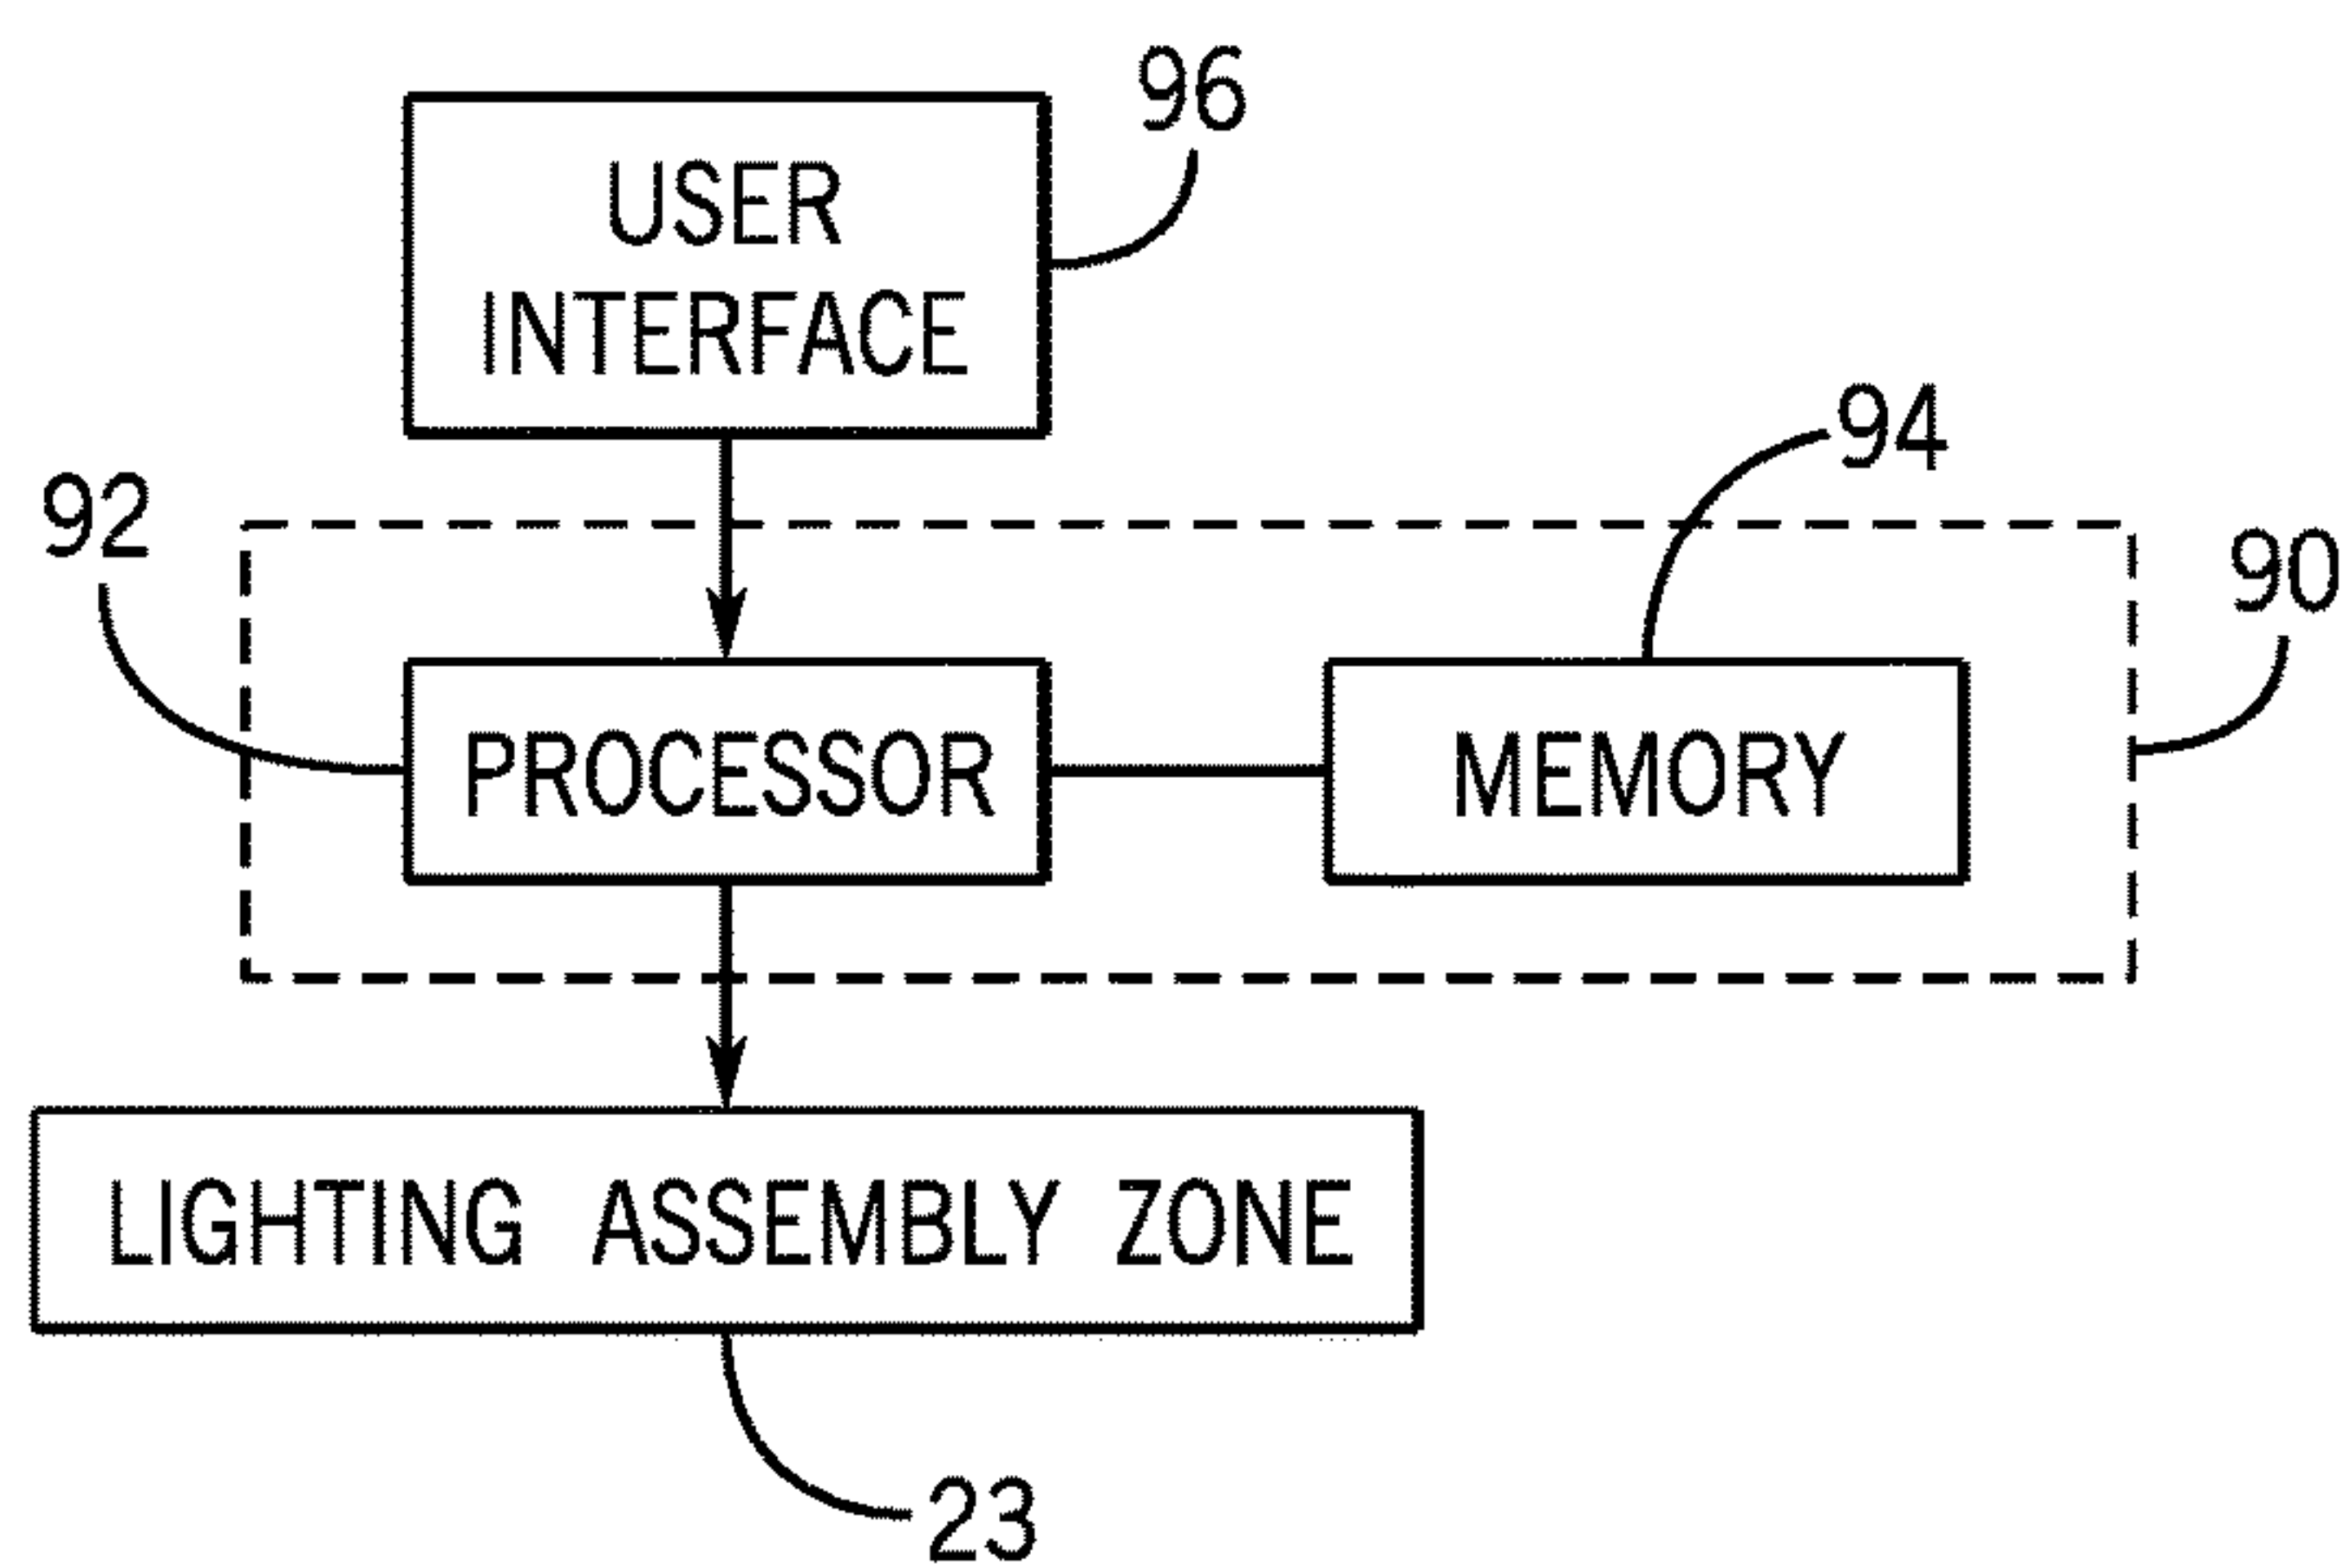 96
USER
INTERFACE
94
92
90
PROCESSOR
MEMORY
LIGHTING ASSEMBLY ZONE
23